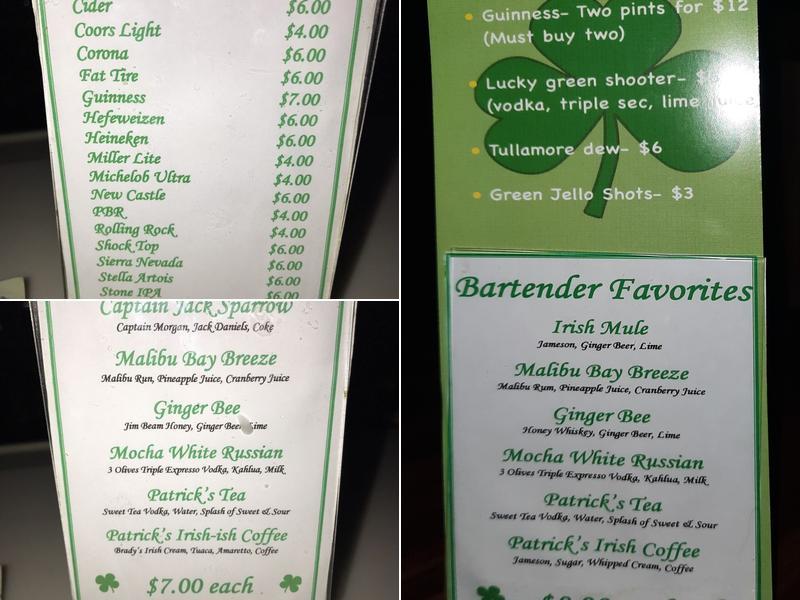 Cider $6.00
Coors Light $4.00
Corona $6.00
Fat Tire $6.00
Guinness $7.00
Hefeweizen $6.00
Heineken $6.00
Miller Lite $4.00
Michelob Ultra $4.00
New Castle $6.00
PBR $4.00
Rolling Rock $4.00
Shock Top $6.00
Sierra Nevada $6.00
Stella Artois $6.00
Stone IPA $6.00
Captain Jack Sparrow
Captain Morgan, Jack Daniels, Coke
Malibu Bay Breeze
Malibu Run, Pineapple Juice, Cranberry Juice
Ginger Bee
Jim Beam Honey, Ginger Beer, Lime
Mocha White Russian
3 Olives Triple Expresso Vodka, Kahlua, Milk
Patrick's Tea
Sweet Tea Vodka, Water, Splash of Sweet & Sour
Patrick's Irish-ish Coffee
Brady's Irish Cream, Tuaca, Amaretto, Coffee
$7.00 each
Guinness- Two pints for $12
(Must buy two)
Lucky green shooter-
(vodka, triple sec, lime juice,
Tullamore dew- $6
Green Jello Shots- $3
Bartender Favorites
Irish Mule
Jameson, Ginger Beer, Lime
Malibu Bay Breeze
Malibu Rum, Pineapple Juice, Cranberry Juice
Ginger Bee
Honey Whiskey, Ginger Beer, Lime
Mocha White Russian
3 Olives Triple Expresso Vodka, Kahlua, Milk
Patrick's Tea
Sweet Tea Vodka, Water, Splash of Sweet & Sour
Patrick's Irish Coffee
Jameson, Sugar, Whipped Cream, Coffee